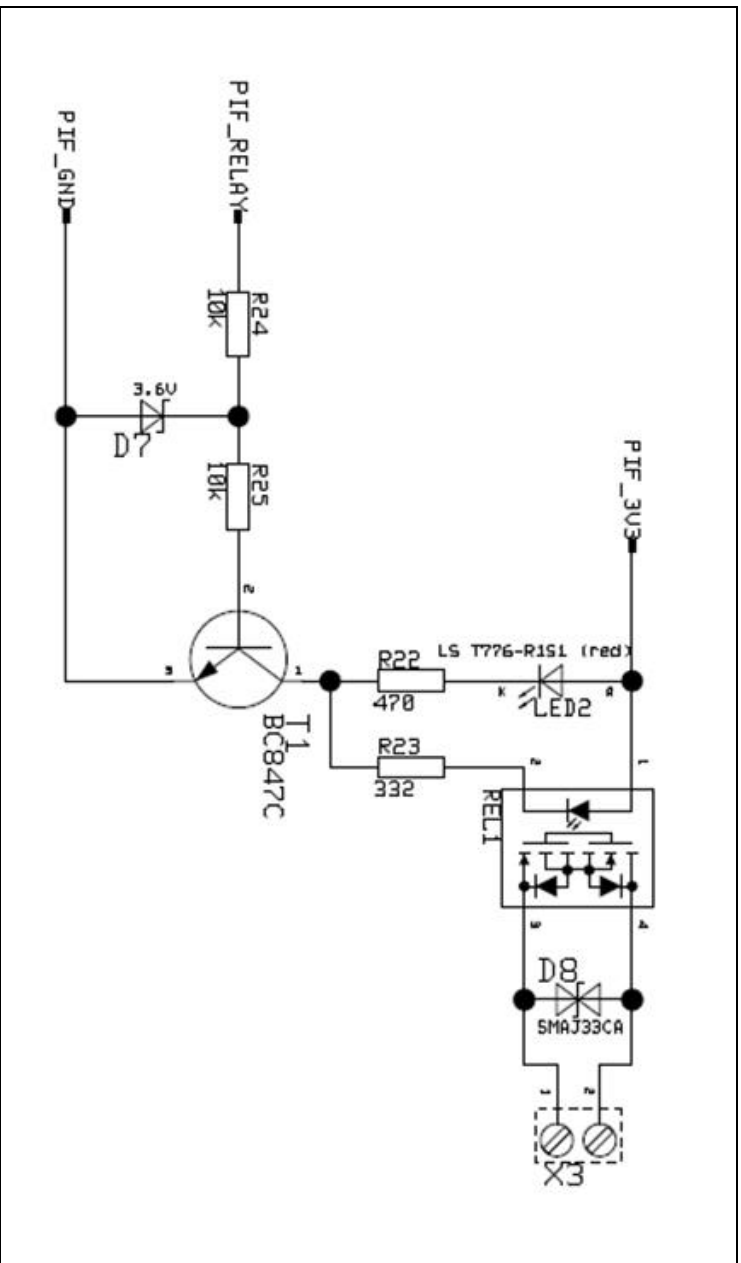 PIF_GND
PIF_RELAY
R24
10k
3.6V
D7
R25
10k
PIF_3V3
2
3
1
T1
BC847C
R22
470
LS T776-R1S1 (red)
K
A
LED2
R23
332
2
1
REL1
3
4
D8
SMAJ33CA
1
2
X3